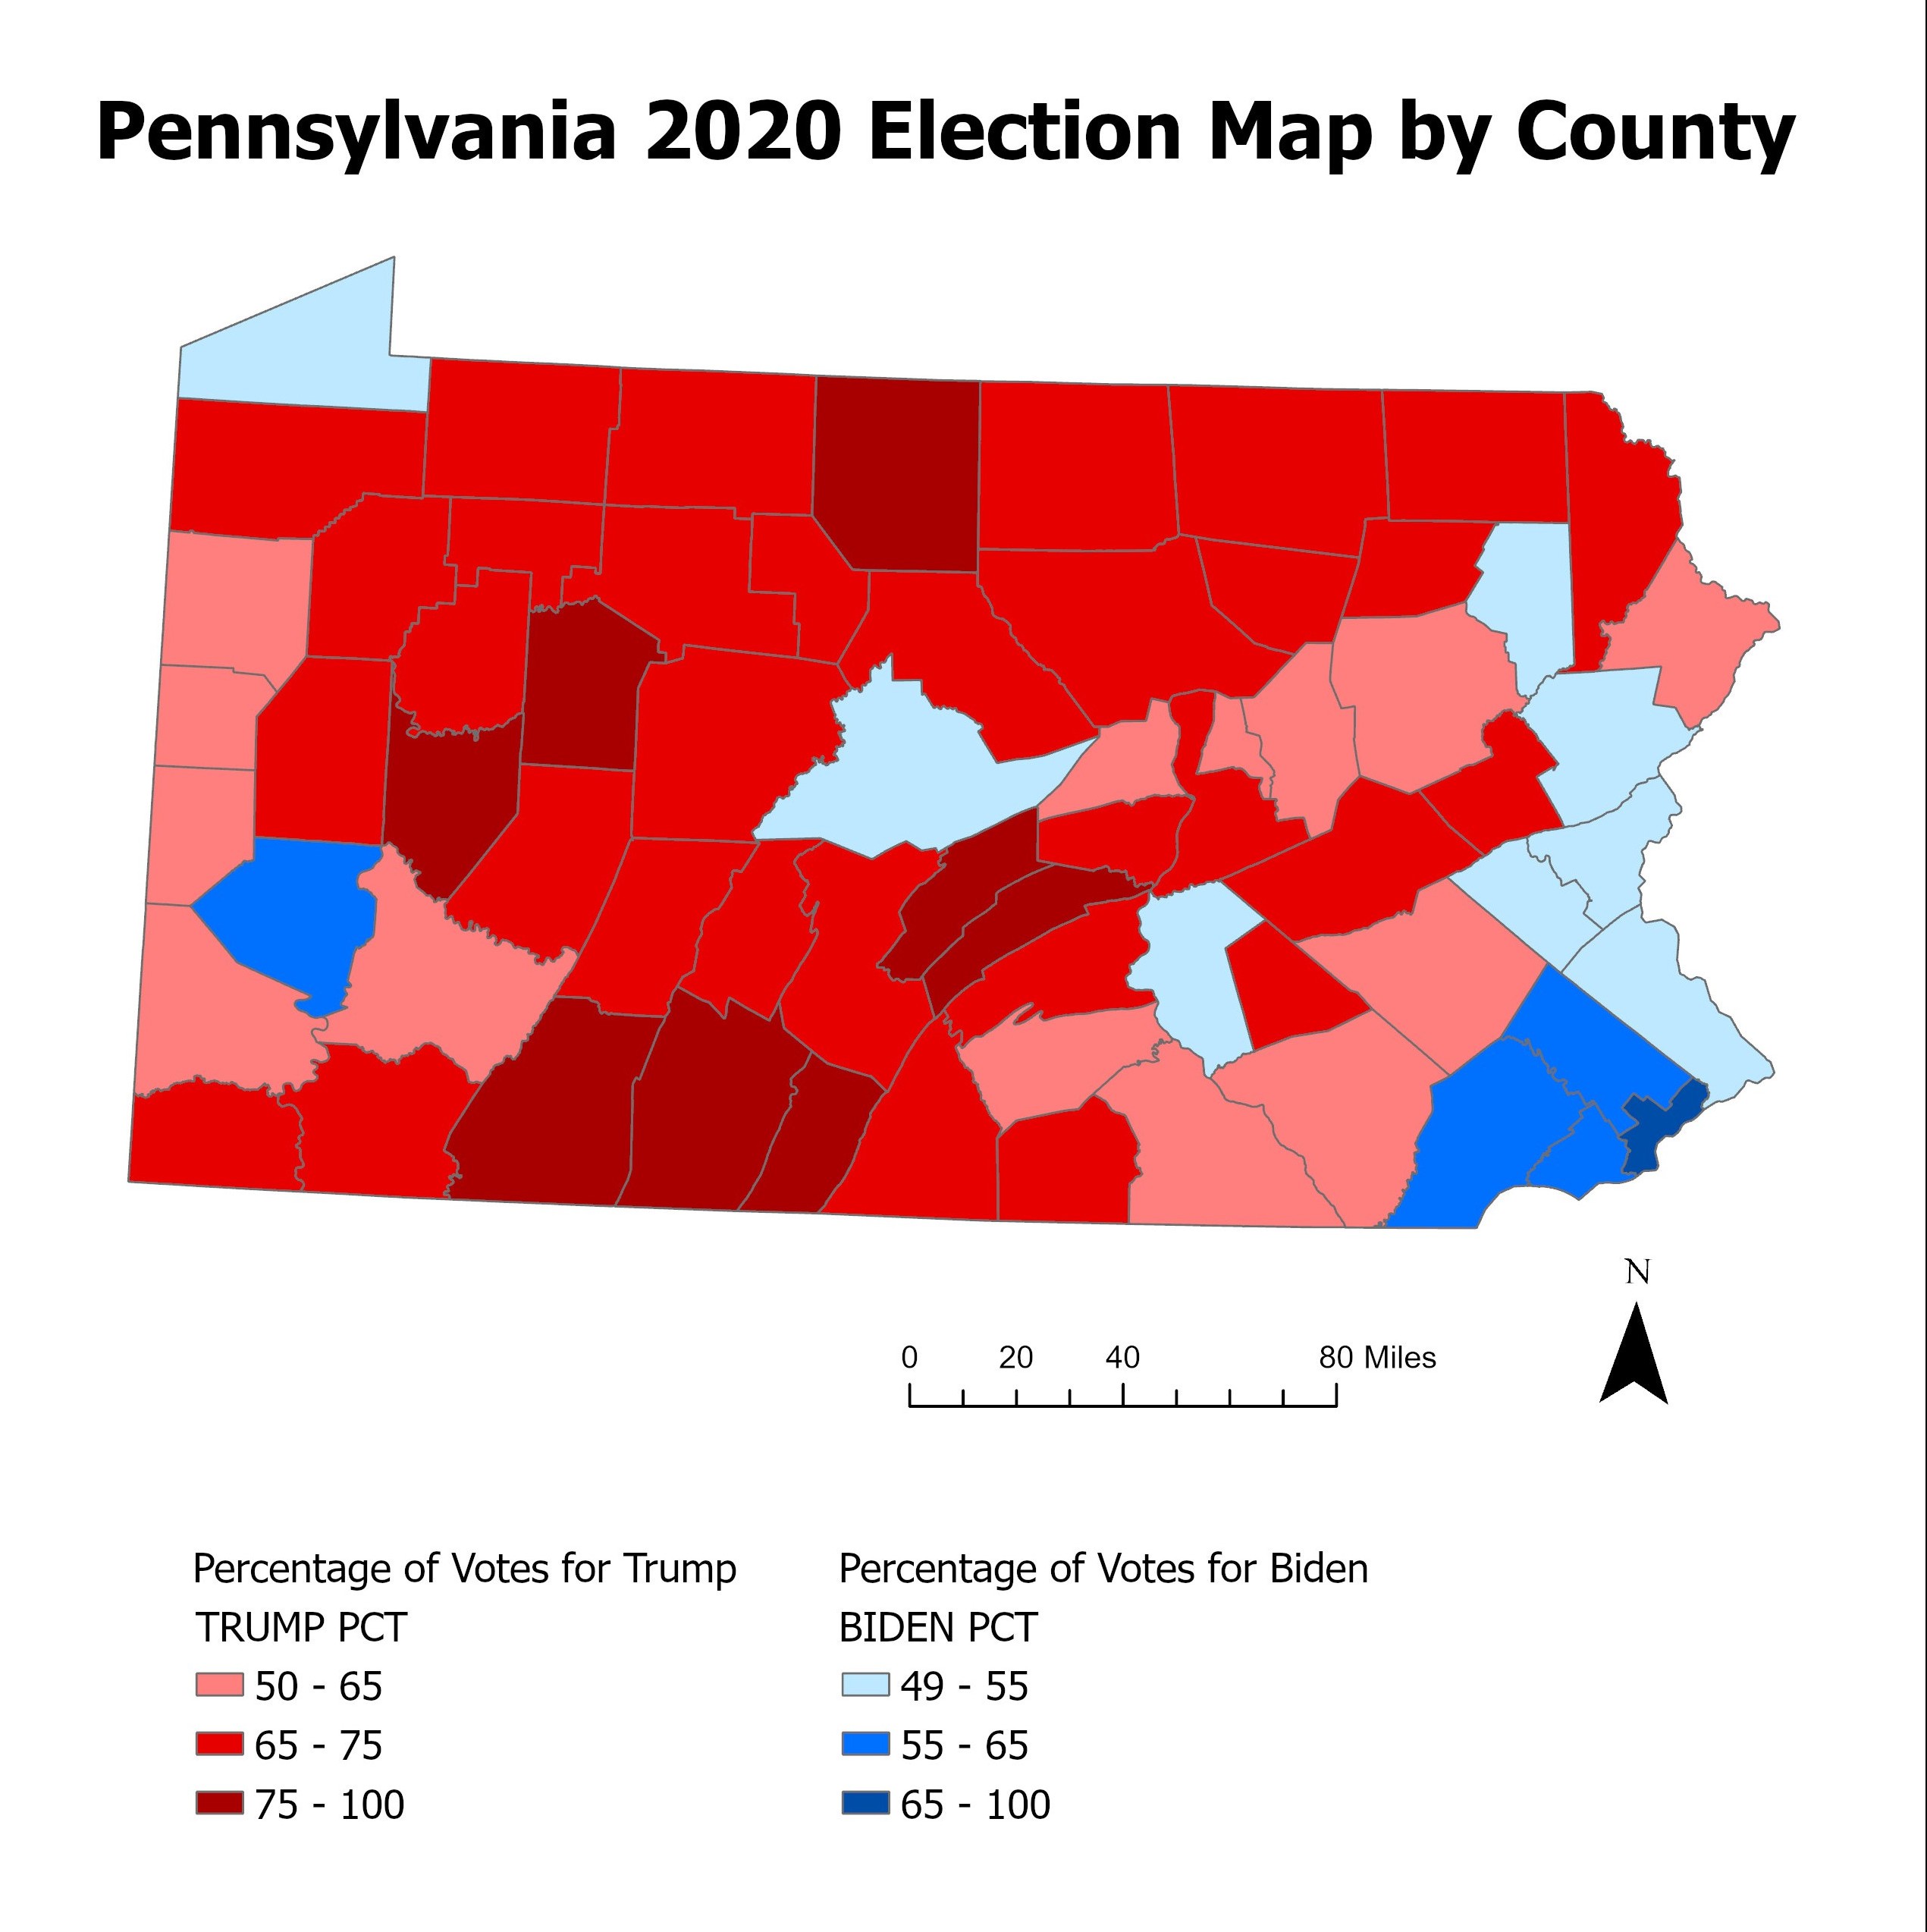 Pennsylvania 2020 Election Map by County
N
0 20 40 80 Miles
Percentage of Votes for Trump
TRUMP PCT
50 - 65
65 - 75
75 - 100
Percentage of Votes for Biden
BIDEN PCT
49 - 55
55 - 65
65 - 100